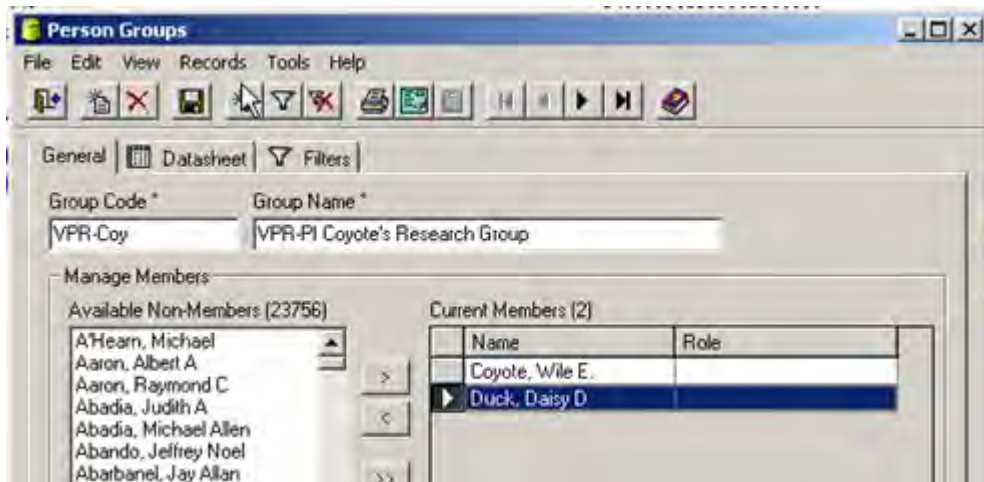 Person Groups
File Edit View Records Tools Help
General Datasheet Filters
Group Code * Group Name *
VPR-Coy VPR-PI Coyote's Research Group
Manage Members
Available Non-Members (23756) Current Members (2)
A'Hearn, Michael
Aaron, Albert A
Aaron, Raymond C
Abadia, Judith A
Abadia, Michael Allen
Abando, Jeffrey Noel
Abarbanel, Jay Allan
>
<
>>
Name Role
Coyote, Wile E.
Duck, Daisy D